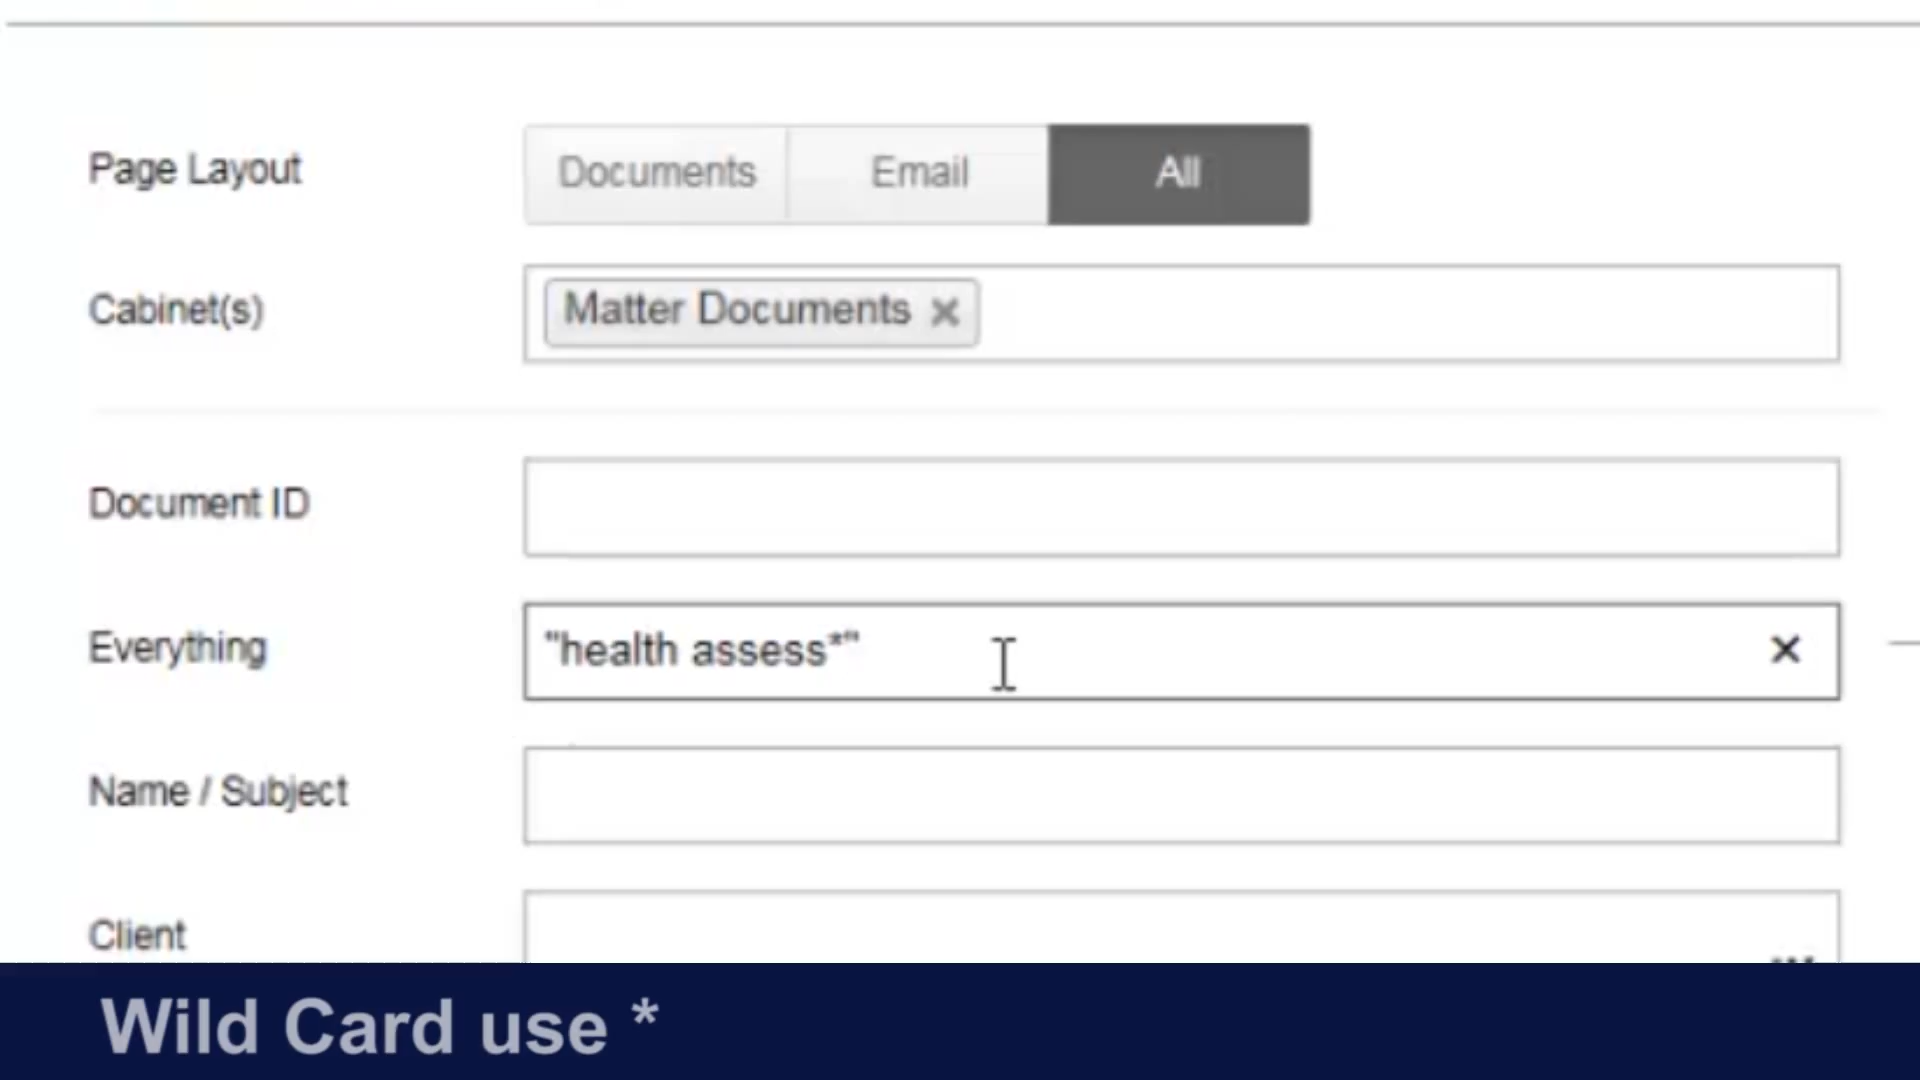 Page Layout
Documents Email All
Cabinet(s)
Matter Documents ×
Document ID
Everything
"health assess*" ×
Name / Subject
Client
Wild Card use *